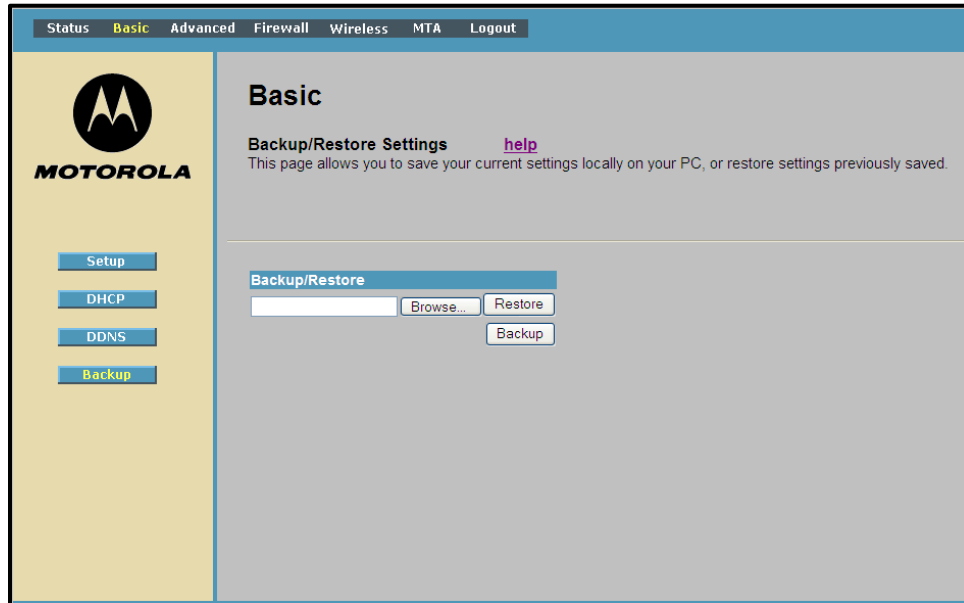 Status Basic Advanced Firewall Wireless MTA Logout
MOTOROLA
Setup
DHCP
DDNS
Backup
Basic
Backup/Restore Settings help
This page allows you to save your current settings locally on your PC, or restore settings previously saved.
Backup/Restore
Browse... Restore
Backup